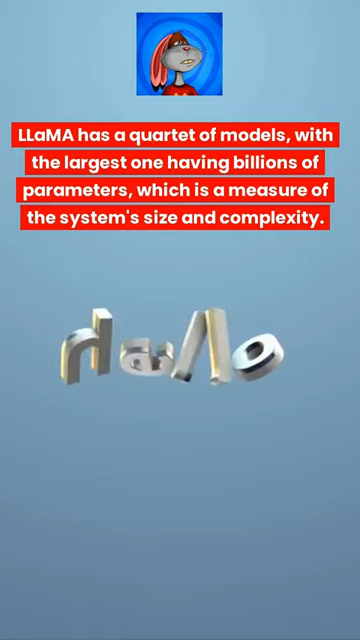 LLaMA has a quartet of models, with
the largest one having billions of
parameters, which is a measure of
the system's size and complexity.
hello